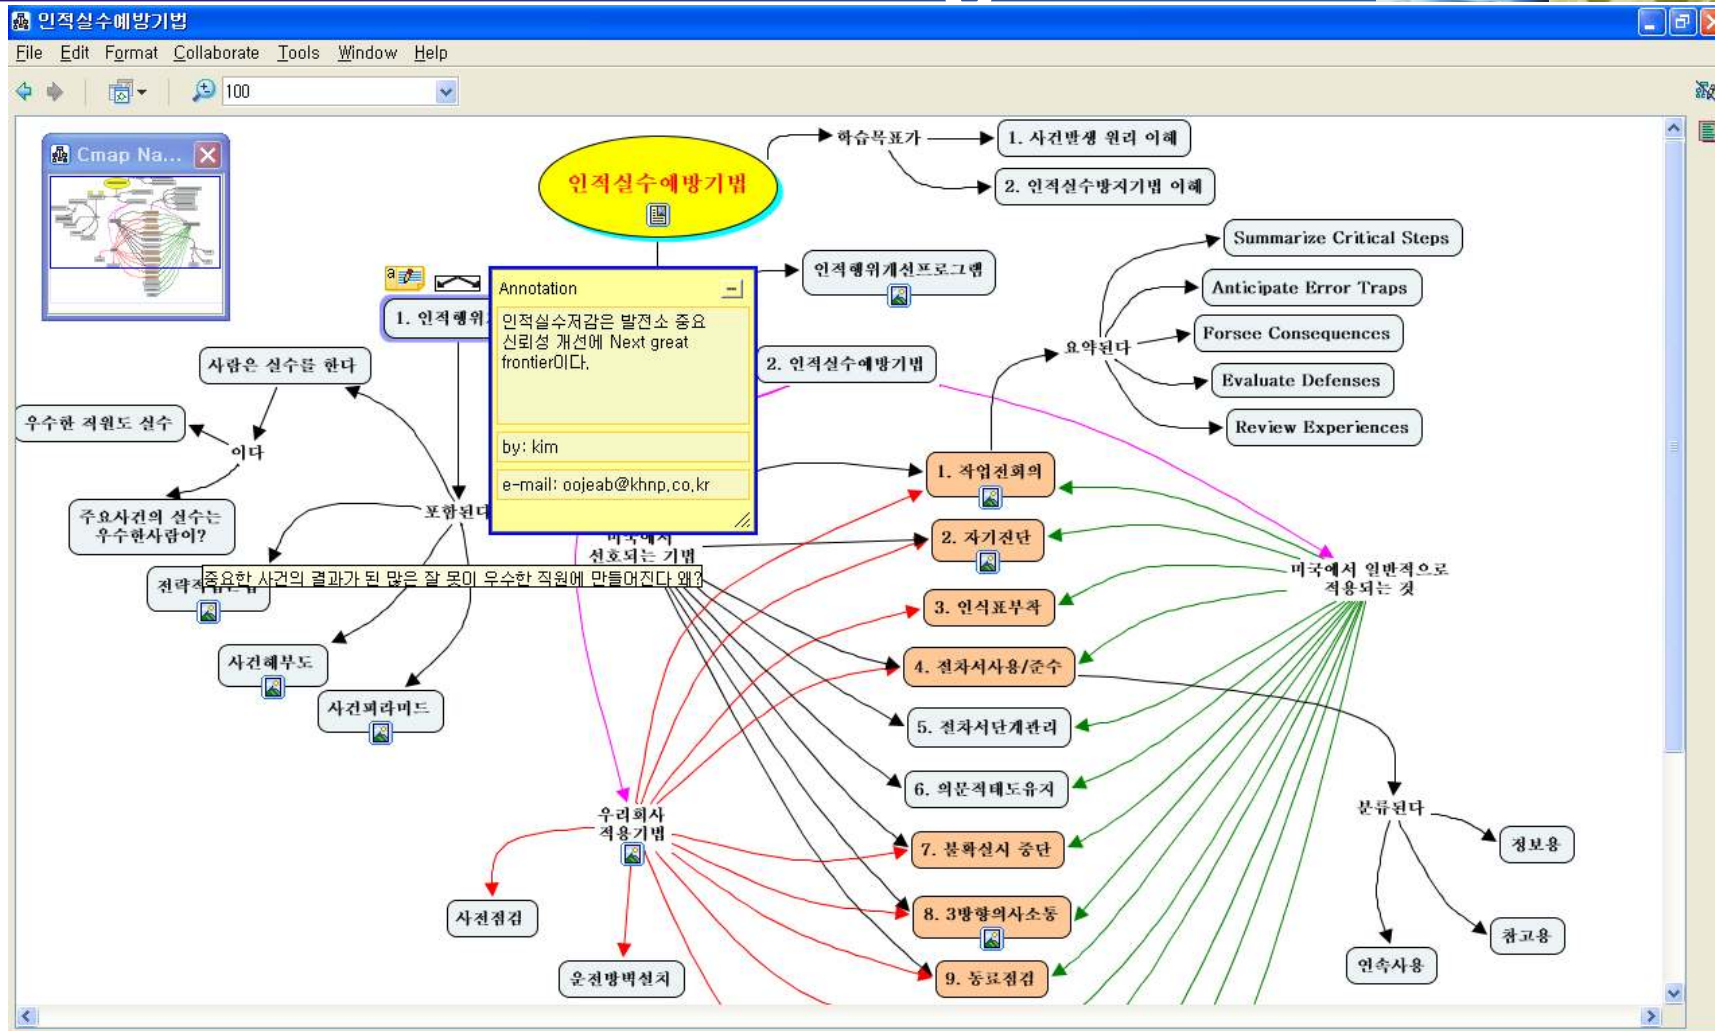 인적실수예방기법
File Edit Format Collaborate Tools Window Help
100
Cmap Na...
인적실수예방기법
학습목표가
1. 사건발생 원리 이해
2. 인적실수방지기법 이해
인적행위개선프로그램
1. 인적행위
Annotation
인적실수저감은 발전소 중요
신뢰성 개선에 Next great
frontier이다.
by: kim
e-mail: oojeab@khnp.co.kr
2. 인적실수예방기법
요약된다
Summarize Critical Steps
Anticipate Error Traps
Forsee Consequences
Evaluate Defenses
Review Experiences
사람은 실수를 한다
우수한 직원도 실수
이다
주요사건의 실수는
우수한사람이?
포함된다
미국에서
선호되는 기법
중요한 사건의 결과가 된 많은 잘 못이 우수한 직원에 만들어진다 왜?
사건해부도
사건피라미드
1. 작업전회의
2. 자기진단
3. 인식표부착
4. 절차서사용/준수
5. 절차서단계관리
6. 의문적태도유지
7. 불확실시 중단
8. 3방향의사소통
9. 동료점검
미국에서 일반적으로
적용되는 것
우리회사
적용기법
사전점검
운전방벽설치
분류된다
정보용
참고용
연속사용